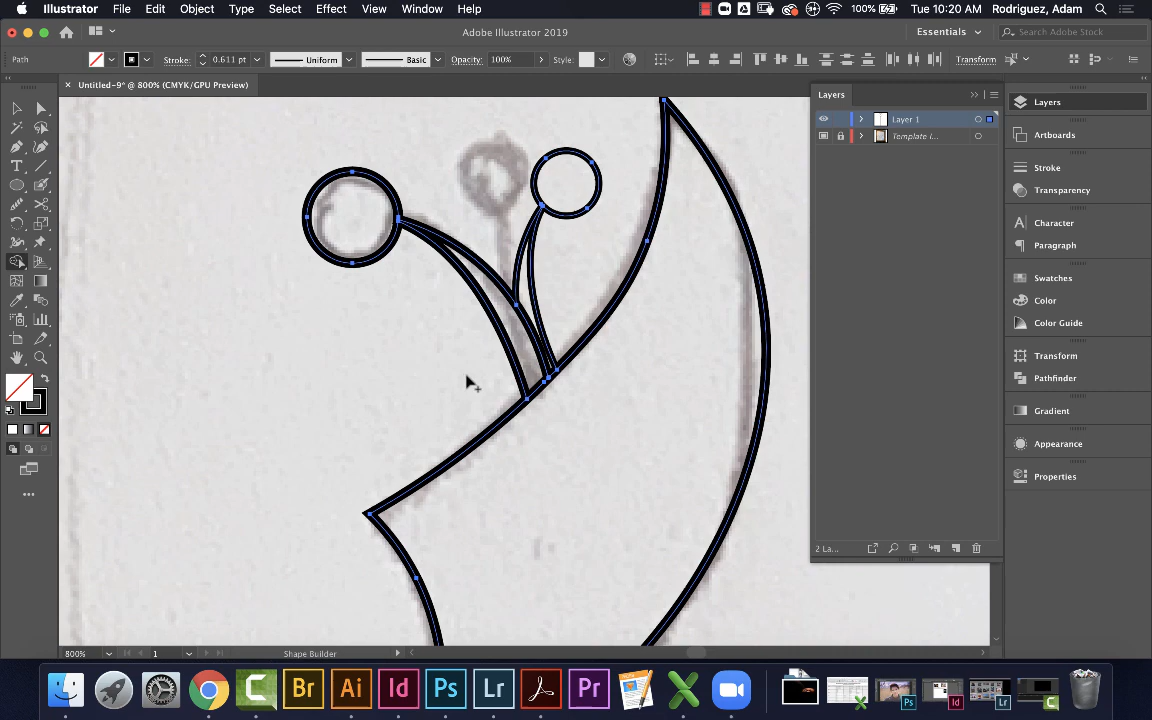 Illustrator File Edit Object Type Select Effect View Window Help 100% Tue 10:20 AM Rodriguez, Adam
Adobe Illustrator 2019 Essentials Search Adobe Stock
Path Stroke: 0.611 pt Uniform Basic Opacity: 100% Style: Transform
× Untitled-9* @ 800% (CMYK/GPU Preview)
Layers
Layer 1
Template I...
2 La...
Layers
Artboards
Stroke
Transparency
Character
Paragraph
Swatches
Color
Color Guide
Transform
Pathfinder
Gradient
Appearance
Properties
800% 1 Shape Builder
Br Ai Id Ps Lr Pr Ps Id Lr